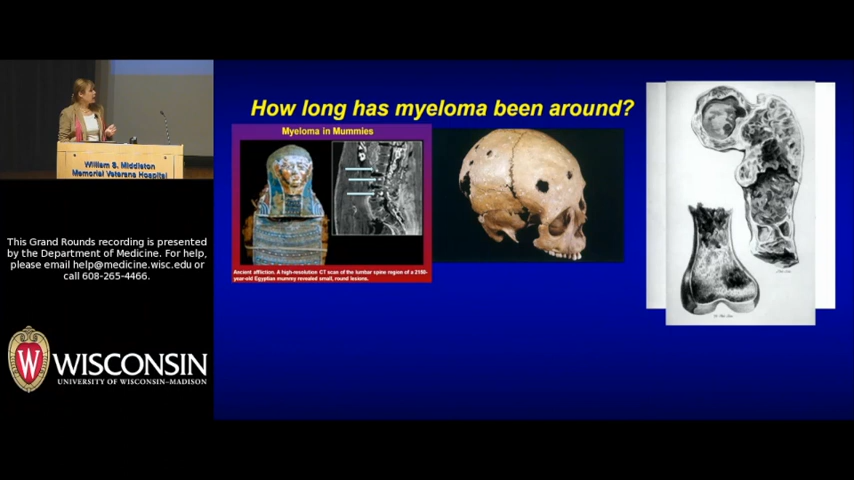 William S. Middleton
Memorial Veterans Hospital
This Grand Rounds recording is presented
by the Department of Medicine. For help,
please email help@medicine.wisc.edu or
call 608-265-4466.
W WISCONSIN
UNIVERSITY OF WISCONSIN–MADISON
How long has myeloma been around?
Myeloma in Mummies
Ancient affliction. A high-resolution CT scan of the lumbar spine region of a 2150-
year-old Egyptian mummy revealed small, round lesions.